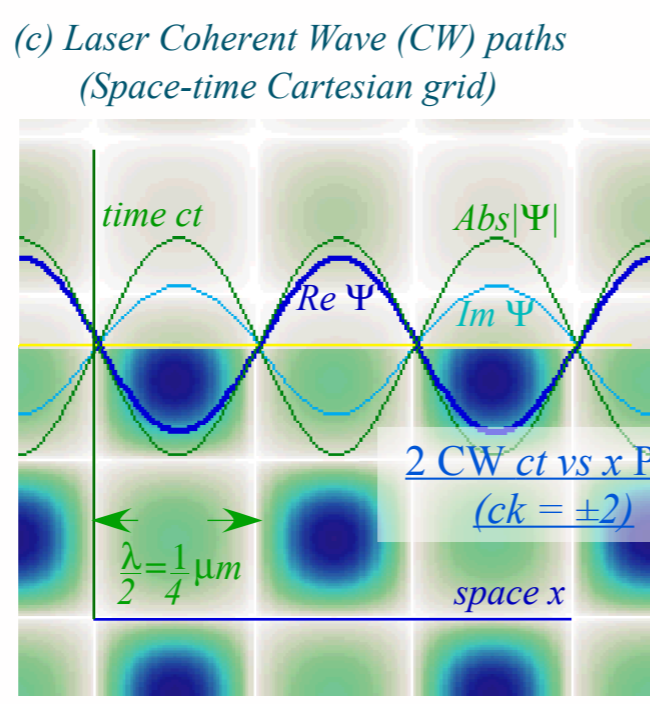 (c) Laser Coherent Wave (CW) paths
(Space-time Cartesian grid)
time ct
Abs|Ψ|
Re Ψ
Im Ψ
2 CW ct vs x P
(ck = ±2)
λ/2=1/4 μm
space x